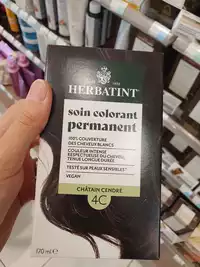 HERBATINT
soin colorant
permanent
100% COUVERTURE
DES CHEVEUX BLANCS
COULEUR INTENSE
RESPECTUEUSE DU CHEVEU,
TENUE LONGUE DURÉE
TESTÉ SUR PEAUX SENSIBLES
VEGAN
CHÂTAIN CENDRÉ
4C
170 ml e